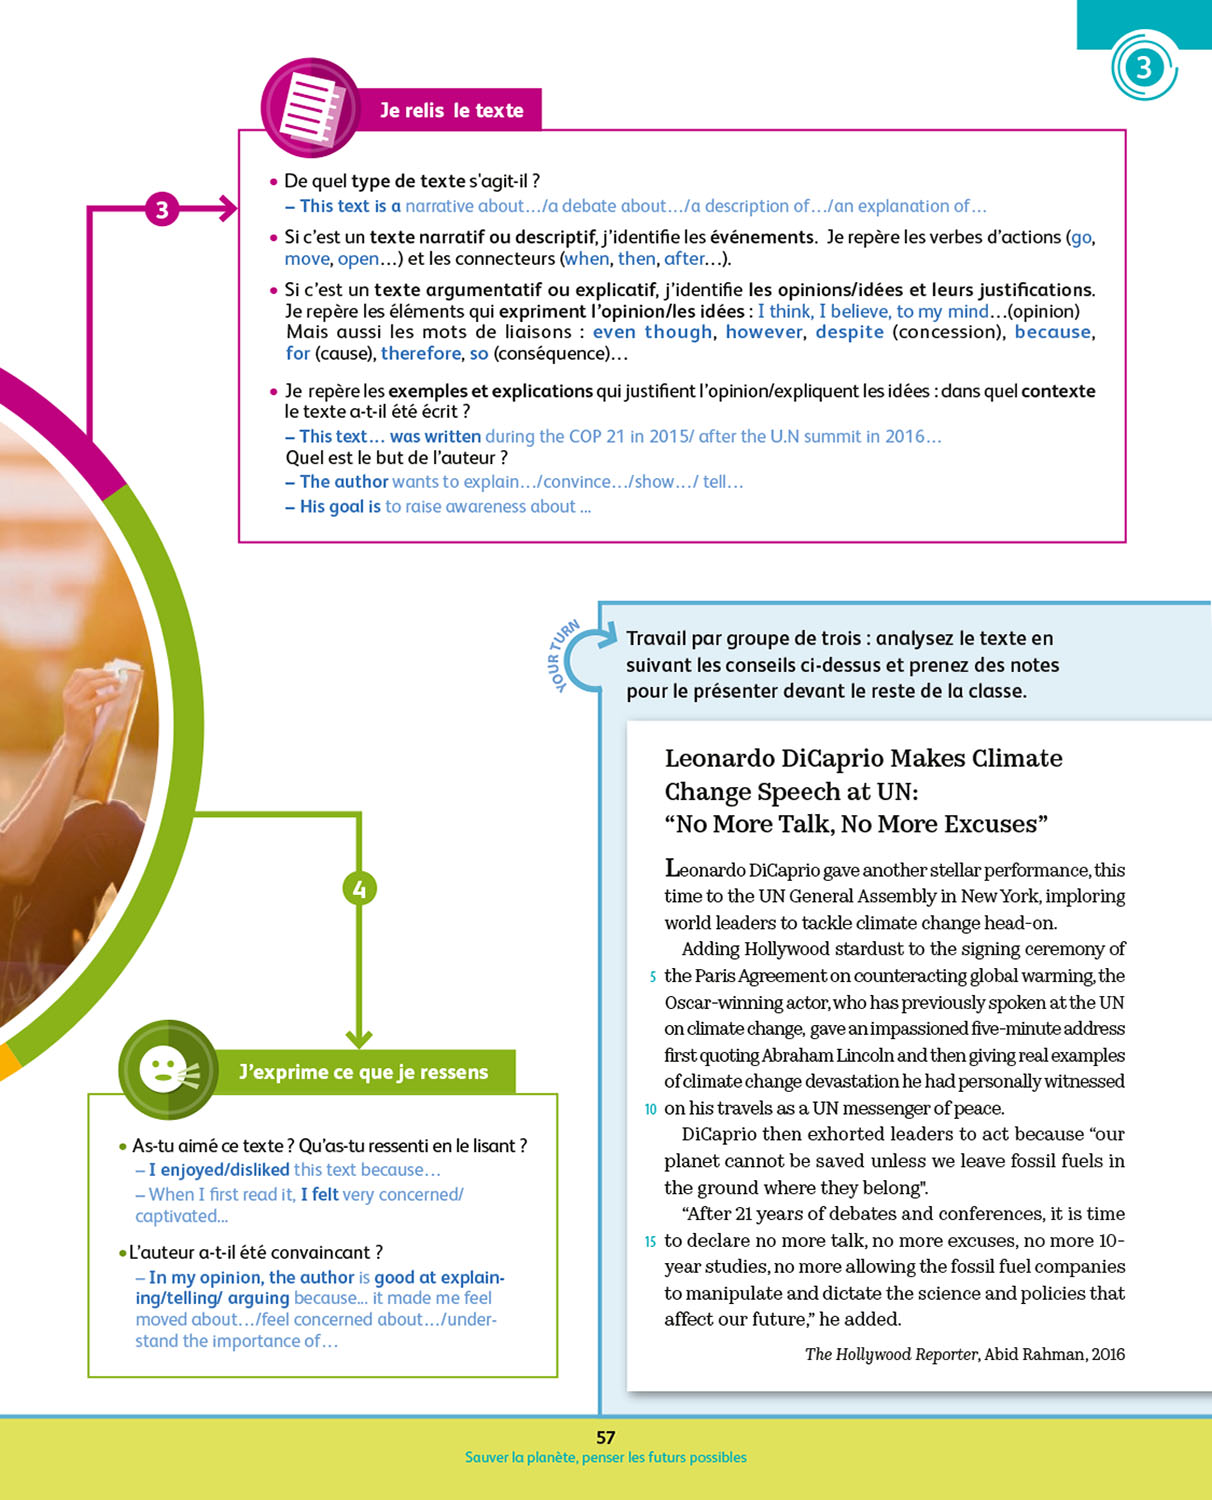 3
Je relis le texte
3
• De quel type de texte s'agit-il ?
– This text is a narrative about…/a debate about…/a description of…/an explanation of…
• Si c’est un texte narratif ou descriptif, j’identifie les événements. Je repère les verbes d’actions (go,
move, open…) et les connecteurs (when, then, after…).
• Si c’est un texte argumentatif ou explicatif, j’identifie les opinions/idées et leurs justifications.
Je repère les éléments qui expriment l’opinion/les idées : I think, I believe, to my mind…(opinion)
Mais aussi les mots de liaisons : even though, however, despite (concession), because,
for (cause), therefore, so (conséquence)…
• Je repère les exemples et explications qui justifient l’opinion/expliquent les idées : dans quel contexte
le texte a-t-il été écrit ?
– This text… was written during the COP 21 in 2015/ after the U.N summit in 2016…
Quel est le but de l’auteur ?
– The author wants to explain…/convince…/show…/ tell…
– His goal is to raise awareness about ...
4
J’exprime ce que je ressens
• As-tu aimé ce texte ? Qu’as-tu ressenti en le lisant ?
– I enjoyed/disliked this text because…
– When I first read it, I felt very concerned/
captivated...
• L’auteur a-t-il été convaincant ?
– In my opinion, the author is good at explain-
ing/telling/ arguing because... it made me feel
moved about…/feel concerned about…/under-
stand the importance of…
YOUR TURN
Travail par groupe de trois : analysez le texte en
suivant les conseils ci-dessus et prenez des notes
pour le présenter devant le reste de la classe.
Leonardo DiCaprio Makes Climate
Change Speech at UN:
“No More Talk, No More Excuses”
Leonardo DiCaprio gave another stellar performance, this
time to the UN General Assembly in New York, imploring
world leaders to tackle climate change head-on.
Adding Hollywood stardust to the signing ceremony of
5 the Paris Agreement on counteracting global warming, the
Oscar-winning actor, who has previously spoken at the UN
on climate change, gave an impassioned five-minute address
first quoting Abraham Lincoln and then giving real examples
of climate change devastation he had personally witnessed
10 on his travels as a UN messenger of peace.
DiCaprio then exhorted leaders to act because “our
planet cannot be saved unless we leave fossil fuels in
the ground where they belong".
“After 21 years of debates and conferences, it is time
15 to declare no more talk, no more excuses, no more 10-
year studies, no more allowing the fossil fuel companies
to manipulate and dictate the science and policies that
affect our future,” he added.
The Hollywood Reporter, Abid Rahman, 2016
57
Sauver la planète, penser les futurs possibles